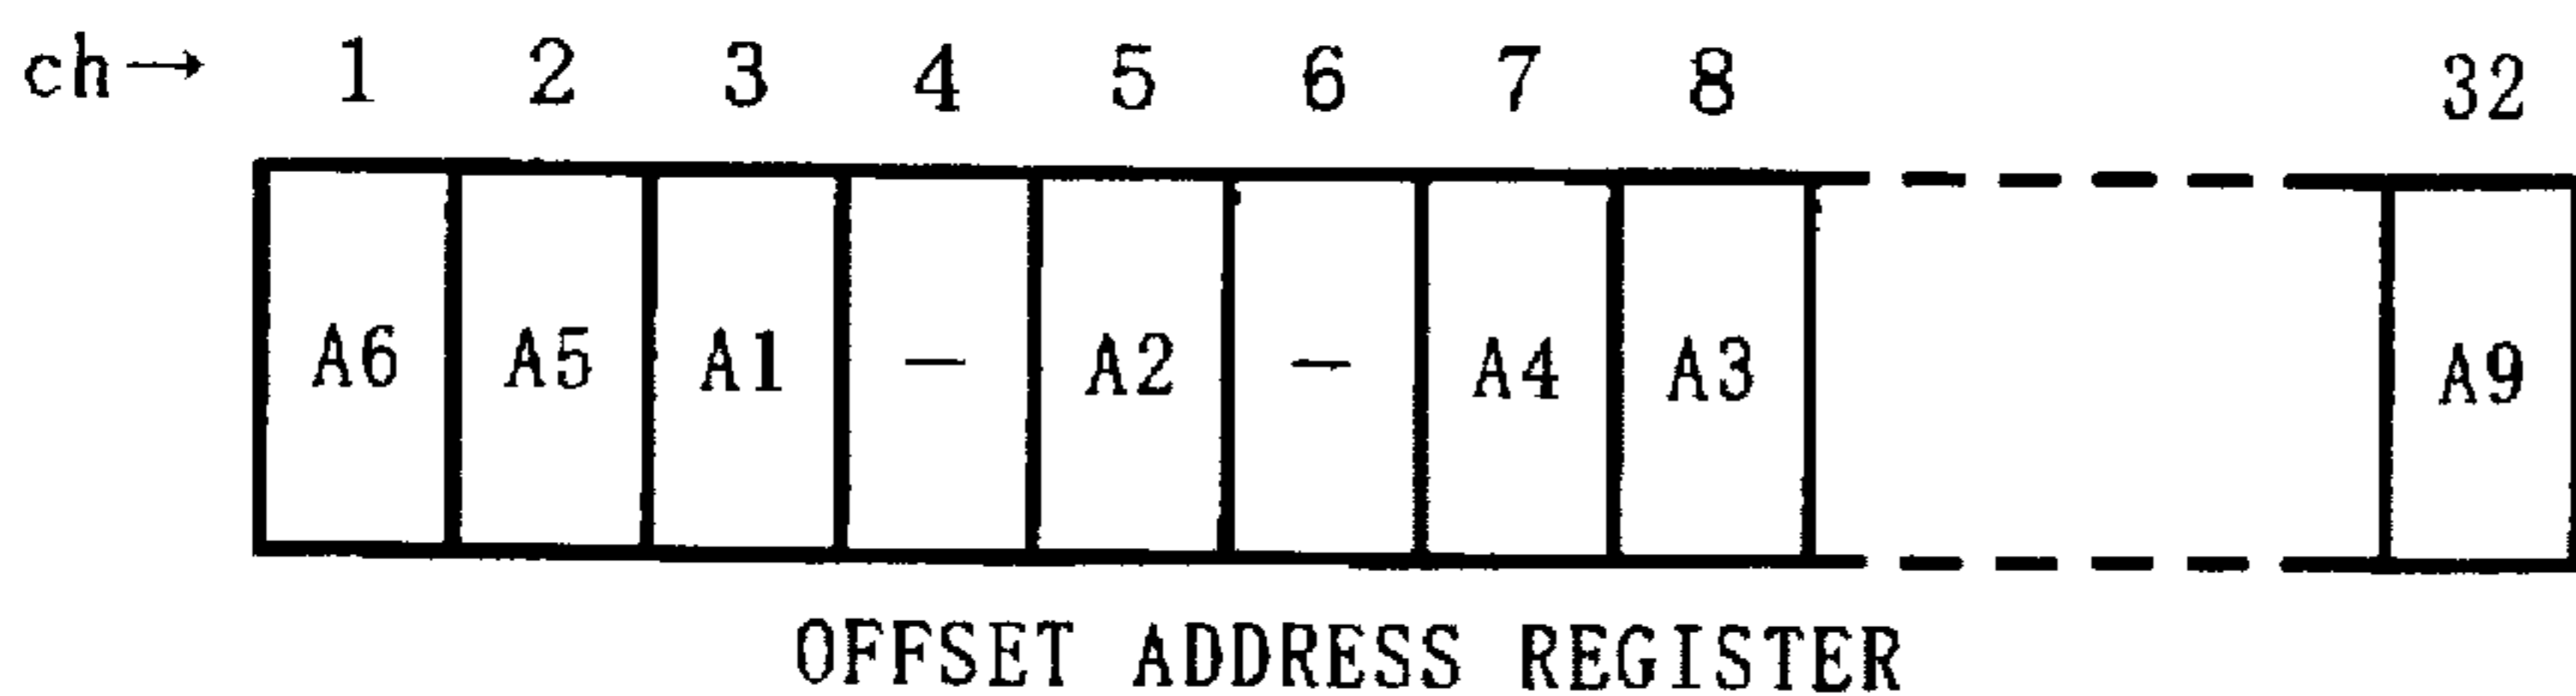 ch→ 1 2 3 4 5 6 7 8 32
A6 A5 A1 — A2 — A4 A3 A9
OFFSET ADDRESS REGISTER